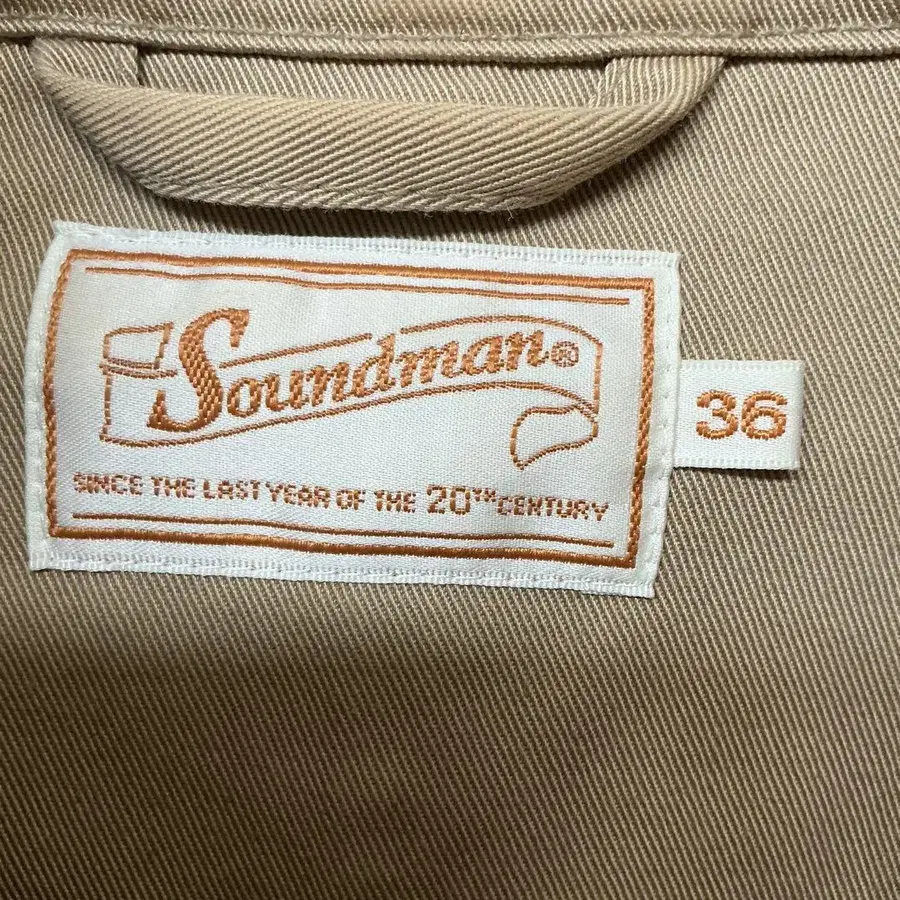 Soundman®
SINCE THE LAST YEAR OF THE 20TH CENTURY
36